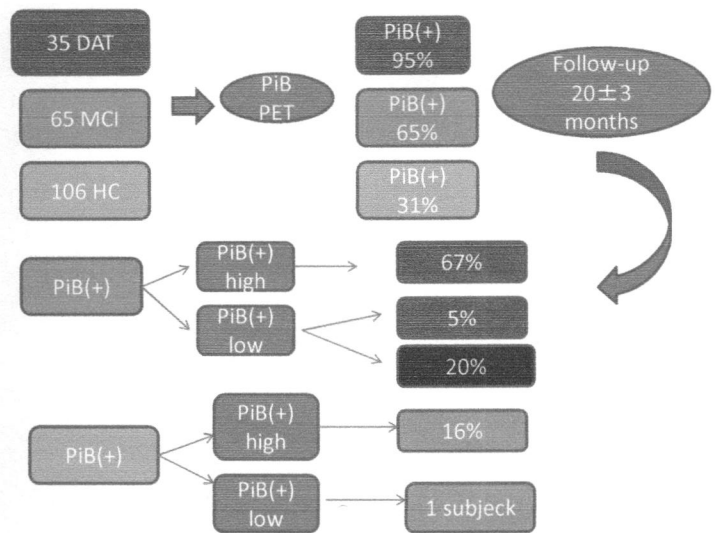 35 DAT
65 MCI
106 HC
PiB
PET
PiB(+)
95%
PiB(+)
65%
PiB(+)
31%
Follow-up
20±3
months
PiB(+)
PiB(+)
high
67%
PiB(+)
low
5%
20%
PiB(+)
PiB(+)
high
16%
PiB(+)
low
1 subjeck